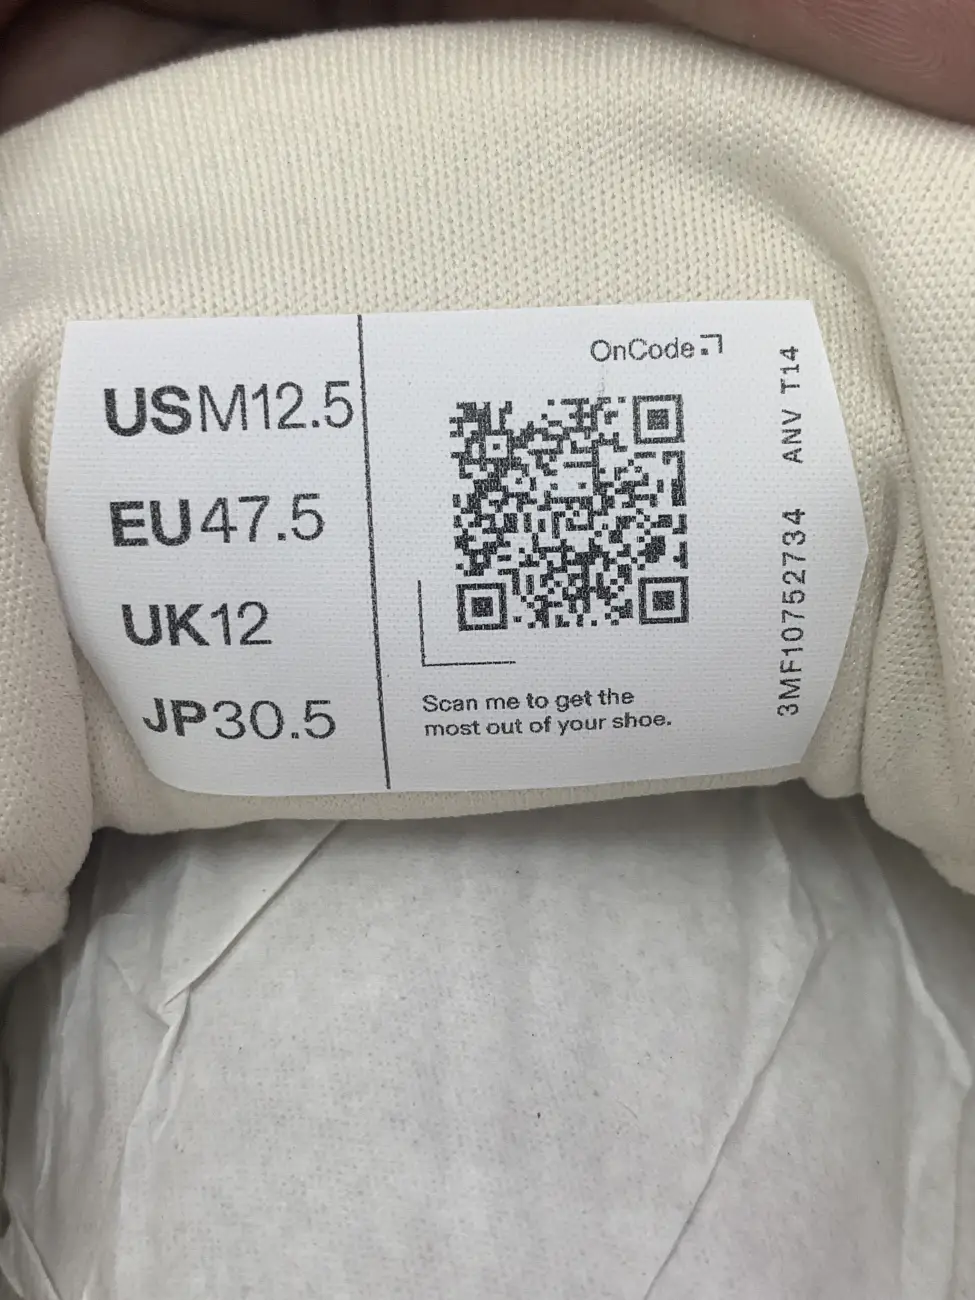 USM12.5
EU47.5
UK12
JP30.5
OnCode
Scan me to get the
most out of your shoe.
3MF10752734 ANV T14